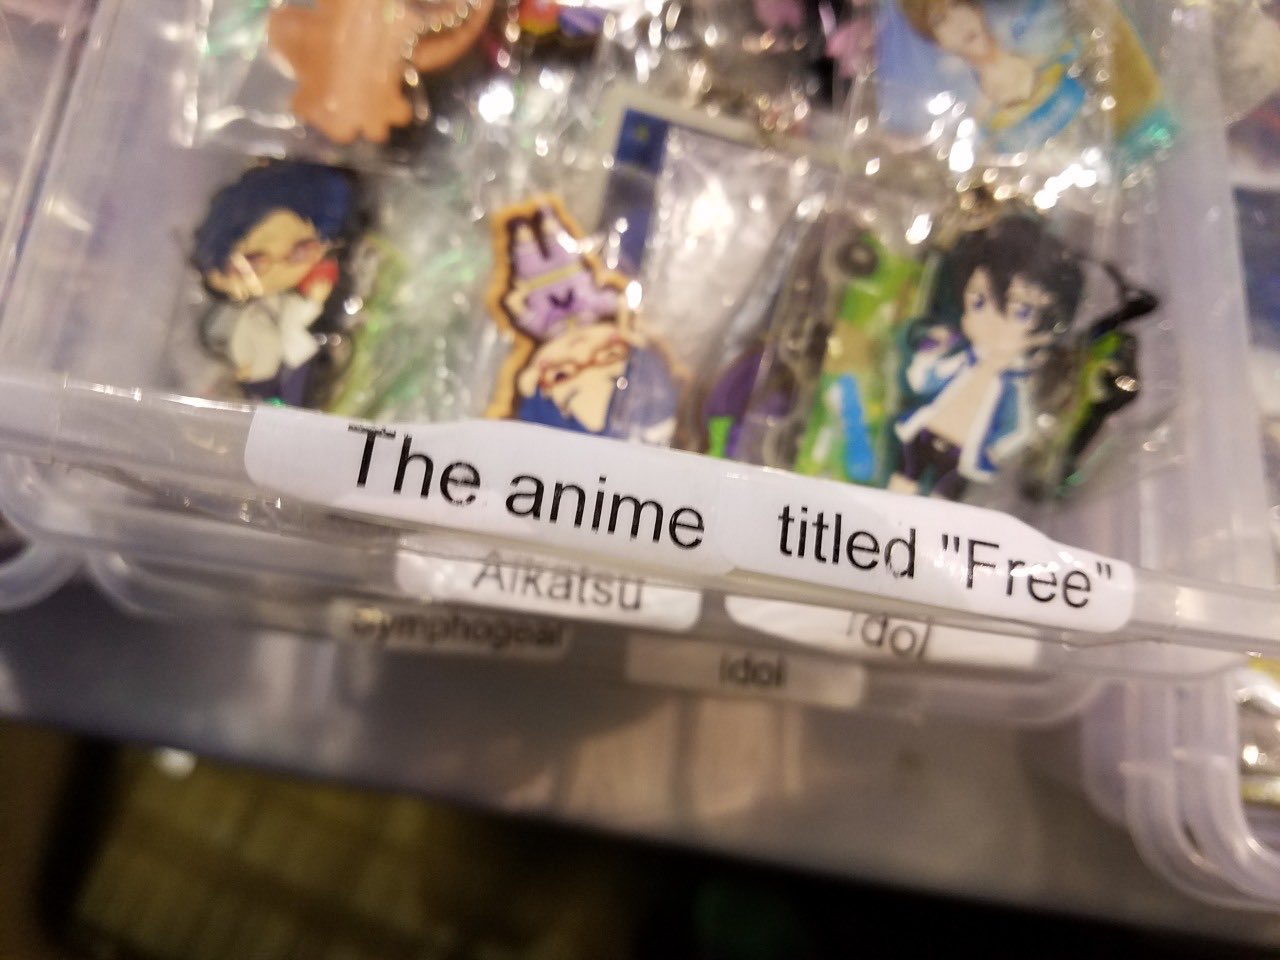 The anime titled "Free"
Aikatsu Idol
Symphogear Idol